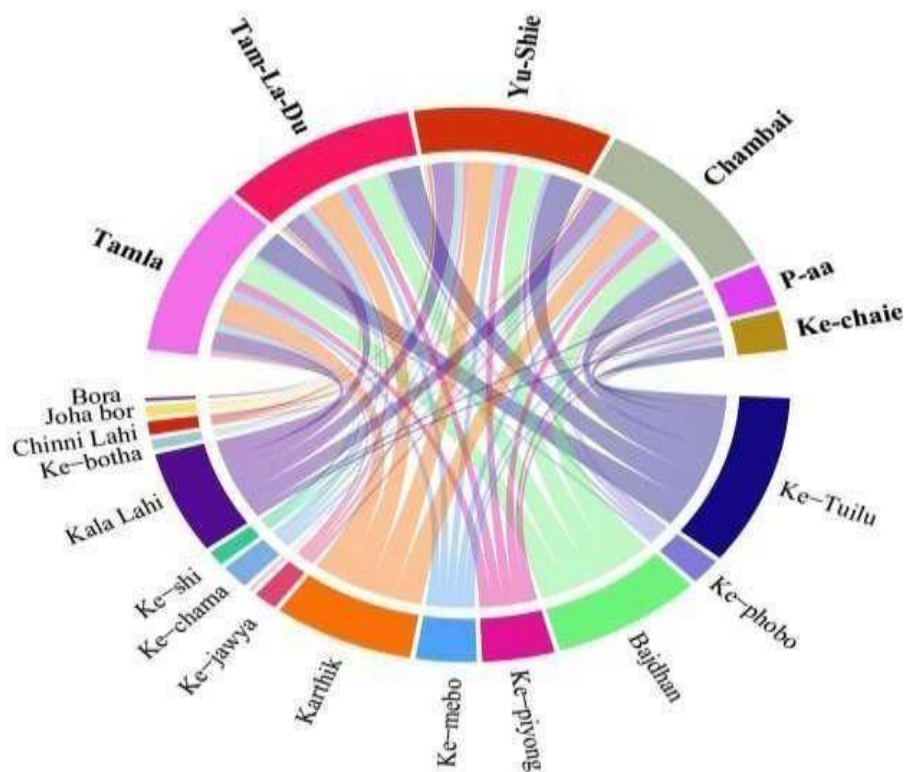 Tam-La-Du
Yu-Shie
Chambai
Tamla
P-aa
Ke-chaie
Bora
Joha bor
Chinni Lahi
Ke-botha
Kala Lahi
Ke-Tuilu
Ke-shi
Ke-phobo
Ke-chama
Ke-jawya
Bajdhan
Karthik
Ke-mebo
Ke-piyong